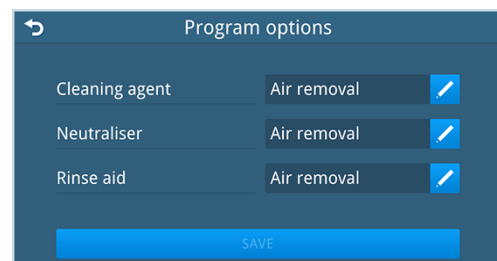 Program options
Cleaning agent Air removal
Neutraliser Air removal
Rinse aid Air removal
SAVE